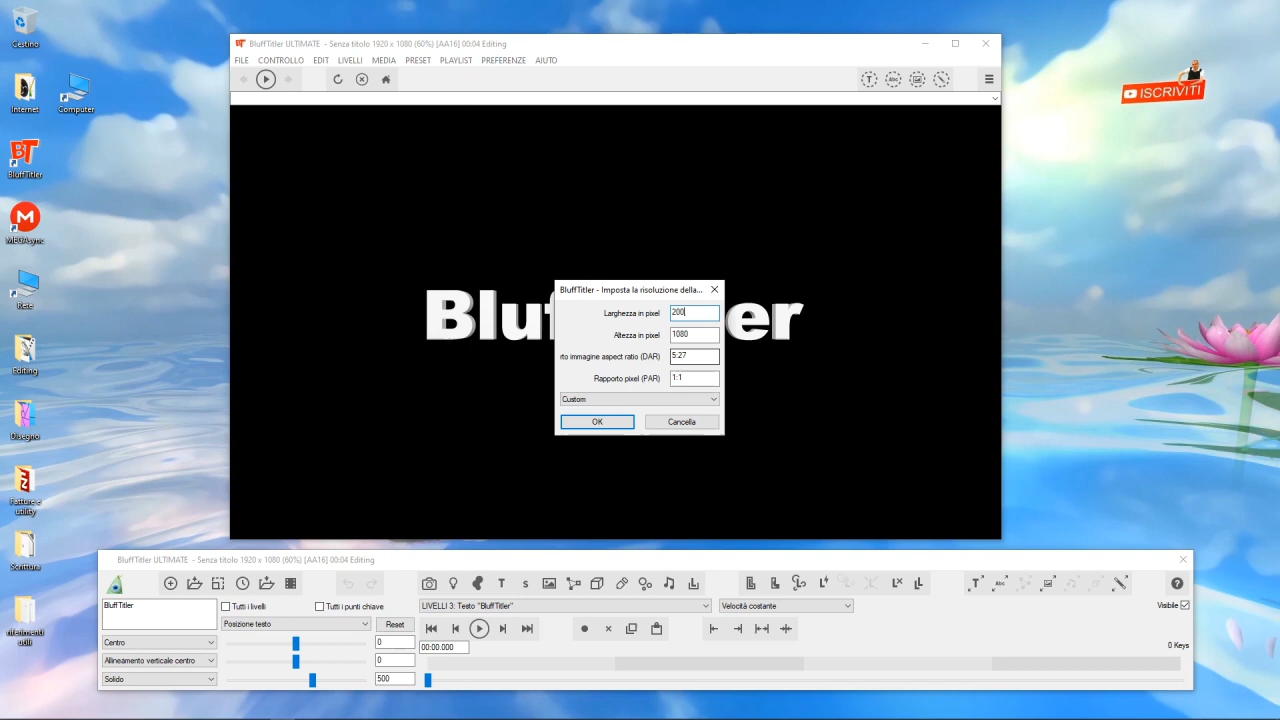 Cestino
Internet
Computer
BT
BluffTitler
M
MEGAsync
Rete
Editing
Disegno
Fatture e
utility
Scrittura
riferimenti
utili
ISCRIVITI
BluffTitler ULTIMATE - Senza titolo 1920 x 1080 (60%) [AA16] 00:04 Editing
FILE CONTROLLO EDIT LIVELLI MEDIA PRESET PLAYLIST PREFERENZE AIUTO
BluffTitler - Imposta la risoluzione della...
Larghezza in pixel 200
Altezza in pixel 1080
rto immagine aspect ratio (DAR) 5:27
Rapporto pixel (PAR) 1:1
Custom
OK Cancella
BluffTitler ULTIMATE - Senza titolo 1920 x 1080 (60%) [AA16] 00:04 Editing
BluffTitler
Tutti i livelli Tutti i punti chiave LIVELLI 3: Testo "BluffTitler" Velocità costante Visibile
Posizione testo Reset
Centro 0 00:00.000 0 Keys
Allineamento verticale centro 0
Solido 500